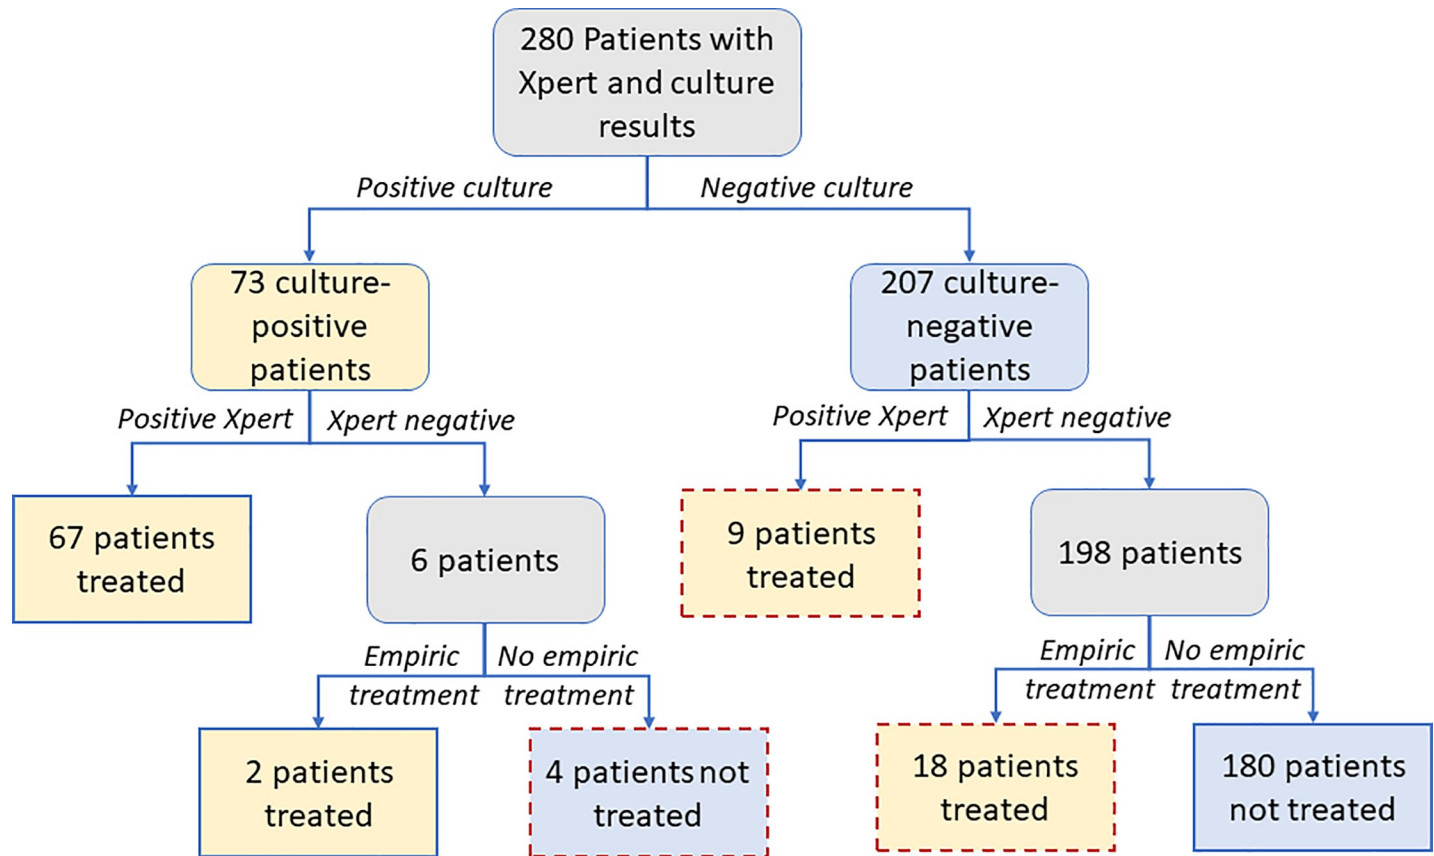 280 Patients with
Xpert and culture
results
Positive culture
Negative culture
73 culture-
positive
patients
207 culture-
negative
patients
Positive Xpert
Xpert negative
Positive Xpert
Xpert negative
67 patients
treated
6 patients
9 patients
treated
198 patients
Empiric
treatment
No empiric
treatment
Empiric
treatment
No empiric
treatment
2 patients
treated
4 patients not
treated
18 patients
treated
180 patients
not treated